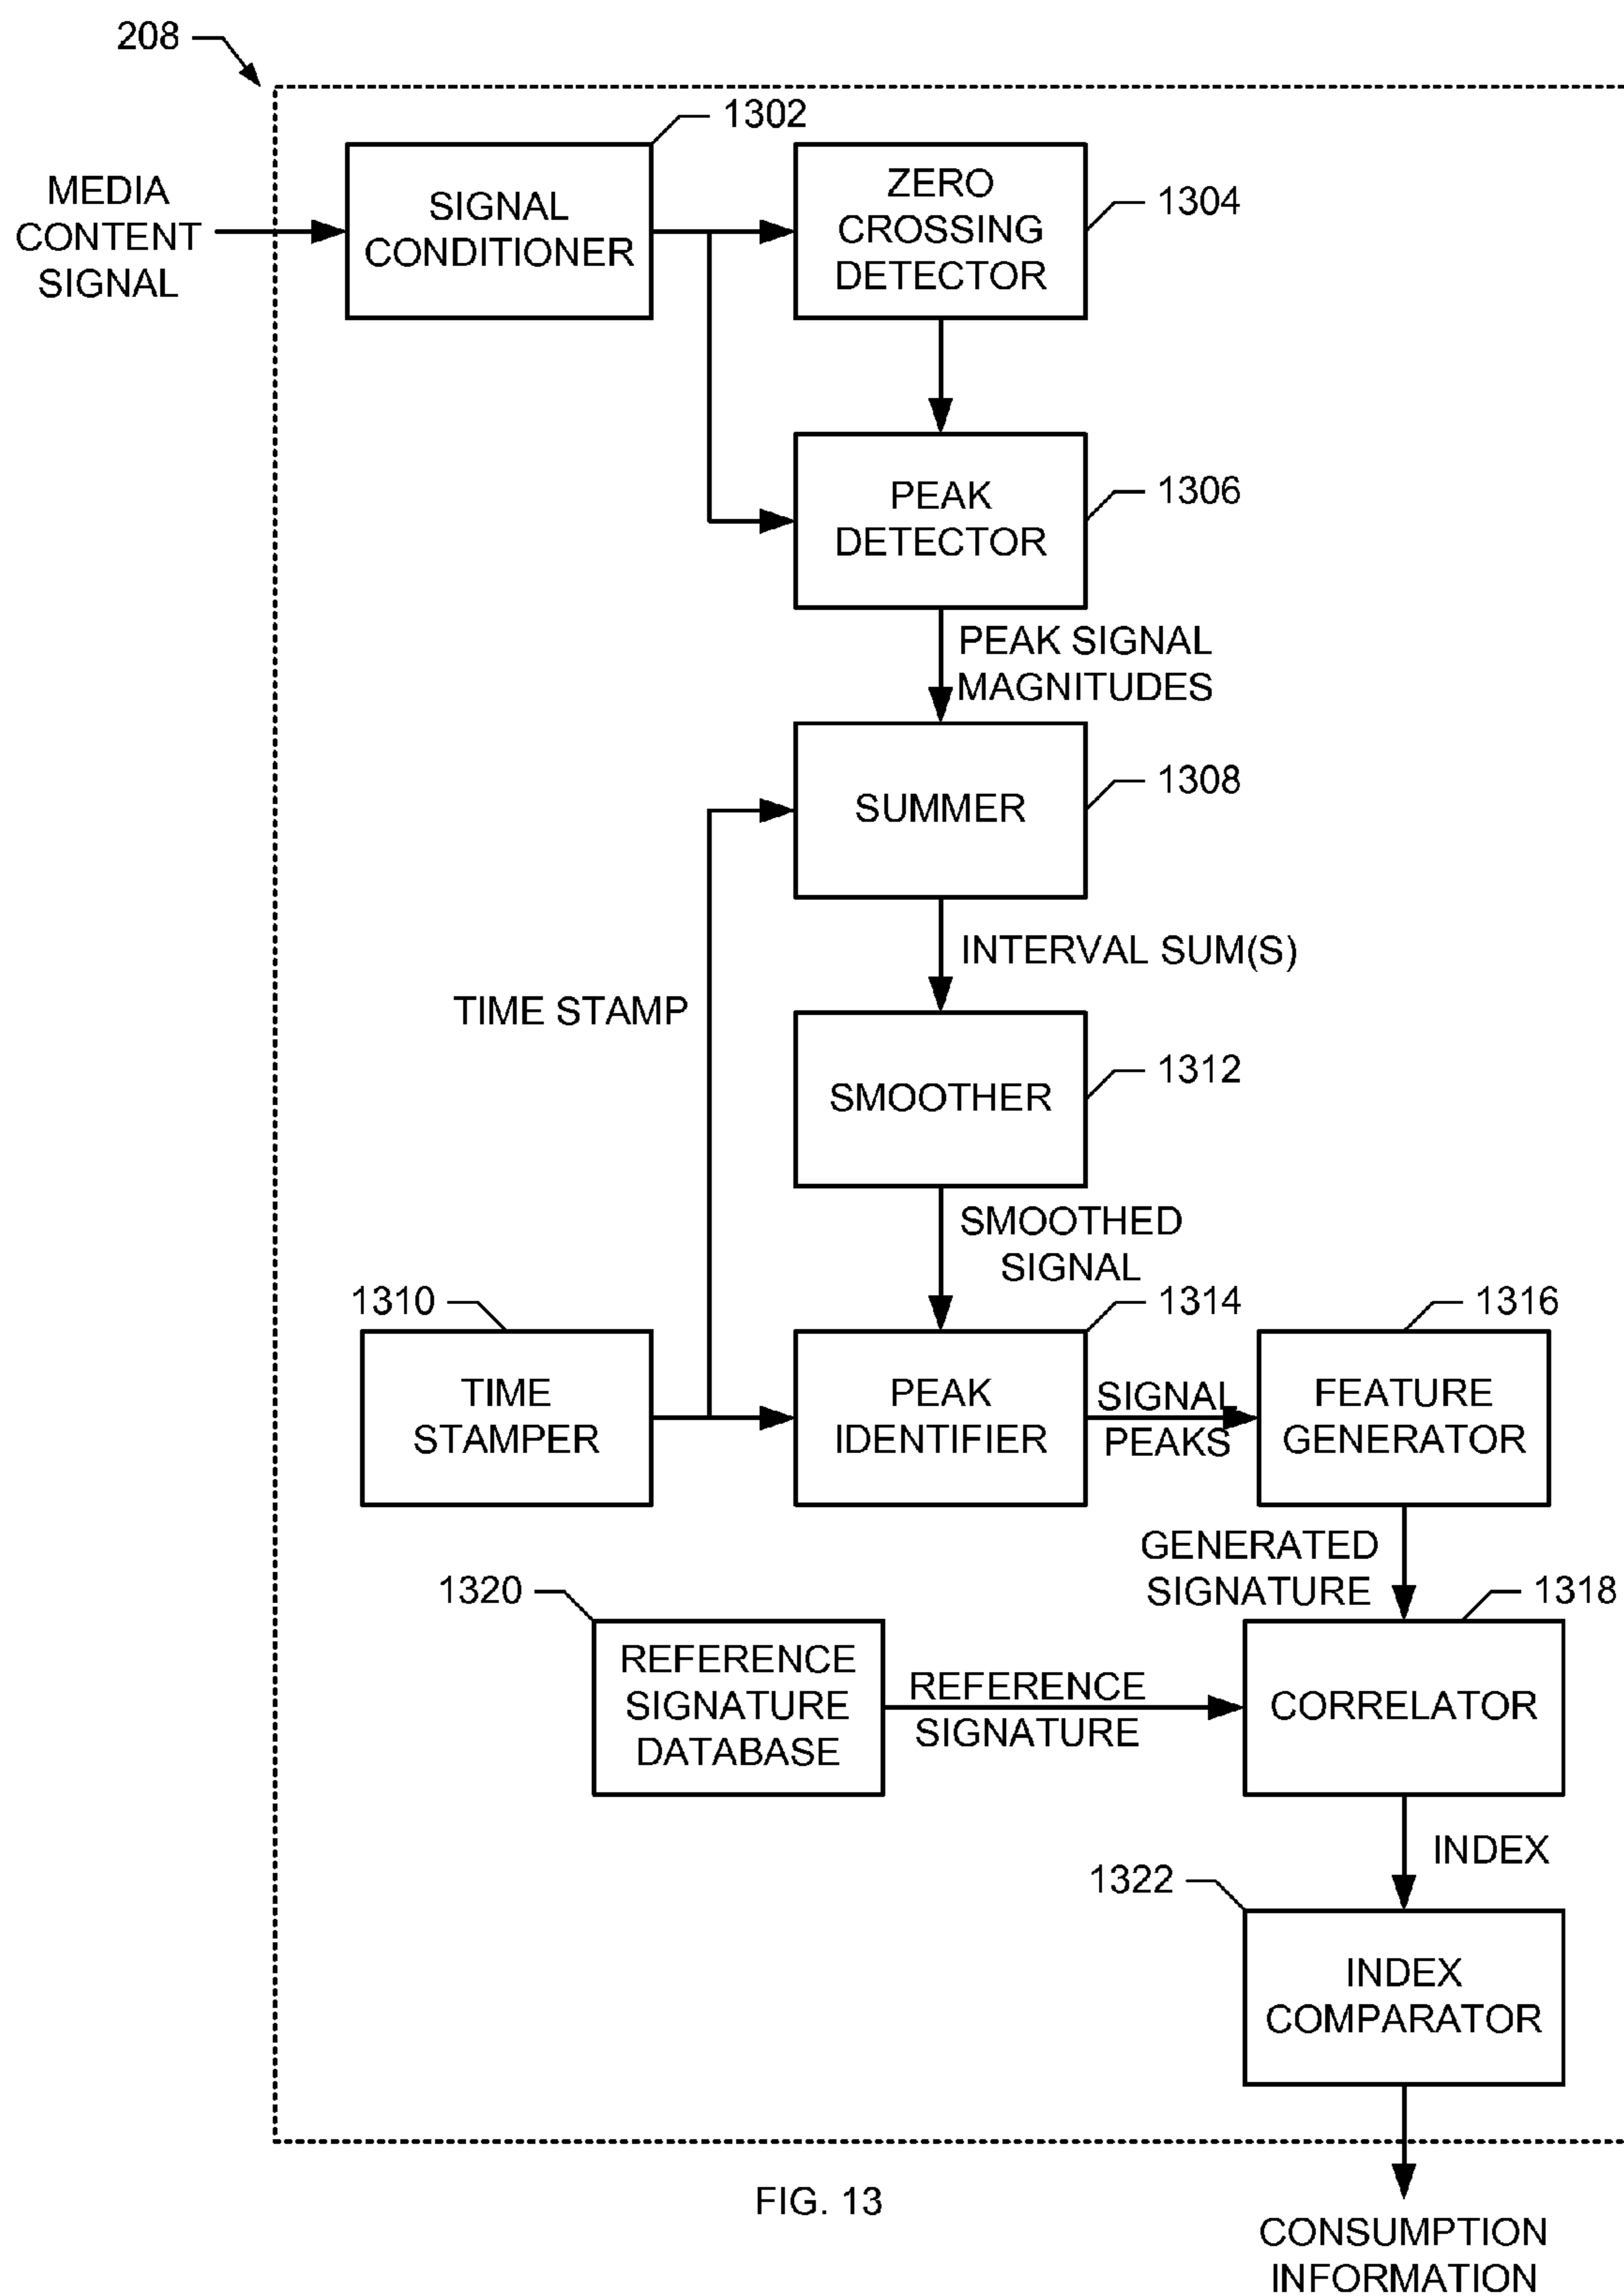 208
1302
MEDIA
CONTENT
SIGNAL
SIGNAL
CONDITIONER
ZERO
CROSSING
DETECTOR
1304
PEAK
DETECTOR
1306
PEAK SIGNAL
MAGNITUDES
SUMMER
1308
INTERVAL SUM(S)
TIME STAMP
SMOOTHER
1312
SMOOTHED
SIGNAL
1310
1314
1316
TIME
STAMPER
PEAK
IDENTIFIER
SIGNAL
PEAKS
FEATURE
GENERATOR
GENERATED
SIGNATURE
1320
1318
REFERENCE
SIGNATURE
DATABASE
REFERENCE
SIGNATURE
CORRELATOR
INDEX
1322
INDEX
COMPARATOR
FIG. 13
CONSUMPTION
INFORMATION